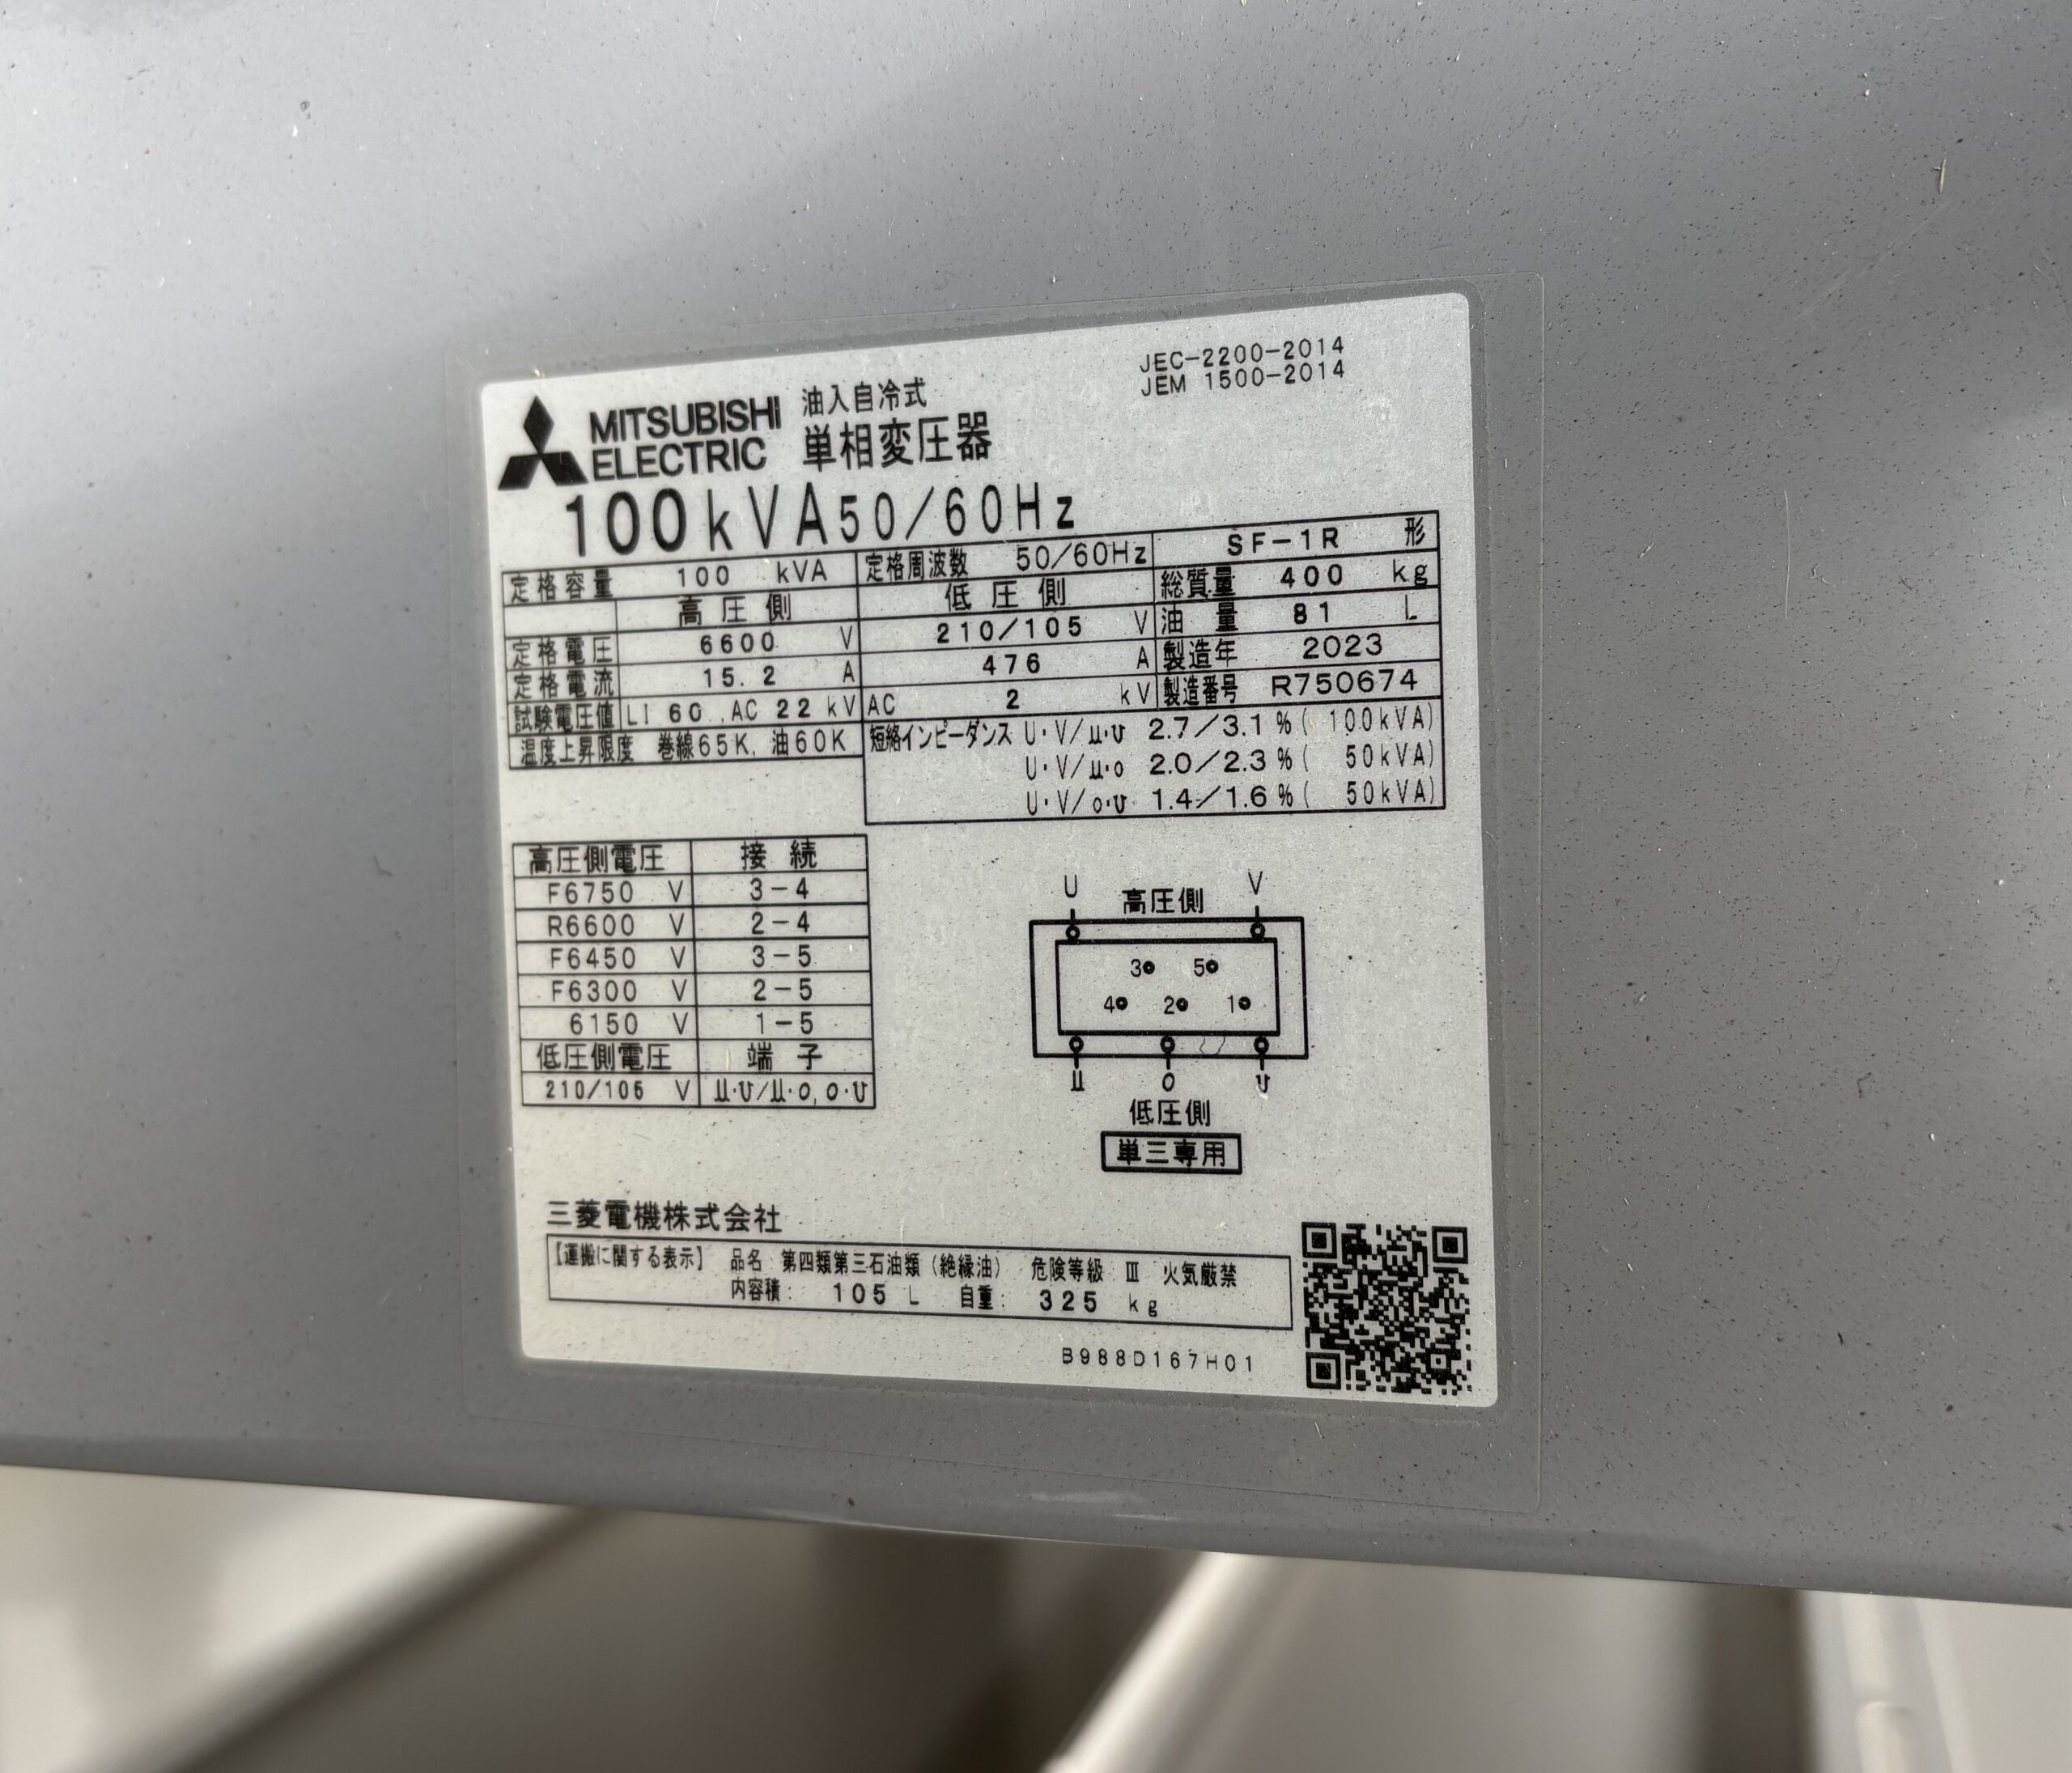 JEC-2200-2014
JEM 1500-2014
MITSUBISHI ELECTRIC
油入自冷式
単相変圧器
100kVA50/60Hz
定格容量 100 kVA 定格周波数 50/60Hz SF-1R 形
高圧側 低圧側 総質量 400 kg
定格電圧 6600 V 210/105 V 油量 81 L
定格電流 15.2 A 476 A 製造年 2023
試験電圧値 LI 60, AC 22 kV AC 2 kV 製造番号 R750674
温度上昇限度 巻線65K, 油60K 短絡インピーダンス U・V/u・v 2.7/3.1 % ( 100kVA)
U・V/u・o 2.0/2.3 % ( 50kVA)
U・V/o・v 1.4/1.6 % ( 50kVA)
高圧側電圧 接続
F6750 V 3-4
R6600 V 2-4
F6450 V 3-5
F6300 V 2-5
6150 V 1-5
低圧側電圧 端子
210/105 V u・v/u・o, o・v
U 高圧側 V
3 5
4 2 1
u o v
低圧側
単三専用
三菱電機株式会社
【運搬に関する表示】 品名: 第四類第三石油類 (絶縁油) 危険等級 Ⅲ 火気厳禁
内容積: 105 L 自重: 325 kg
B988D167H01